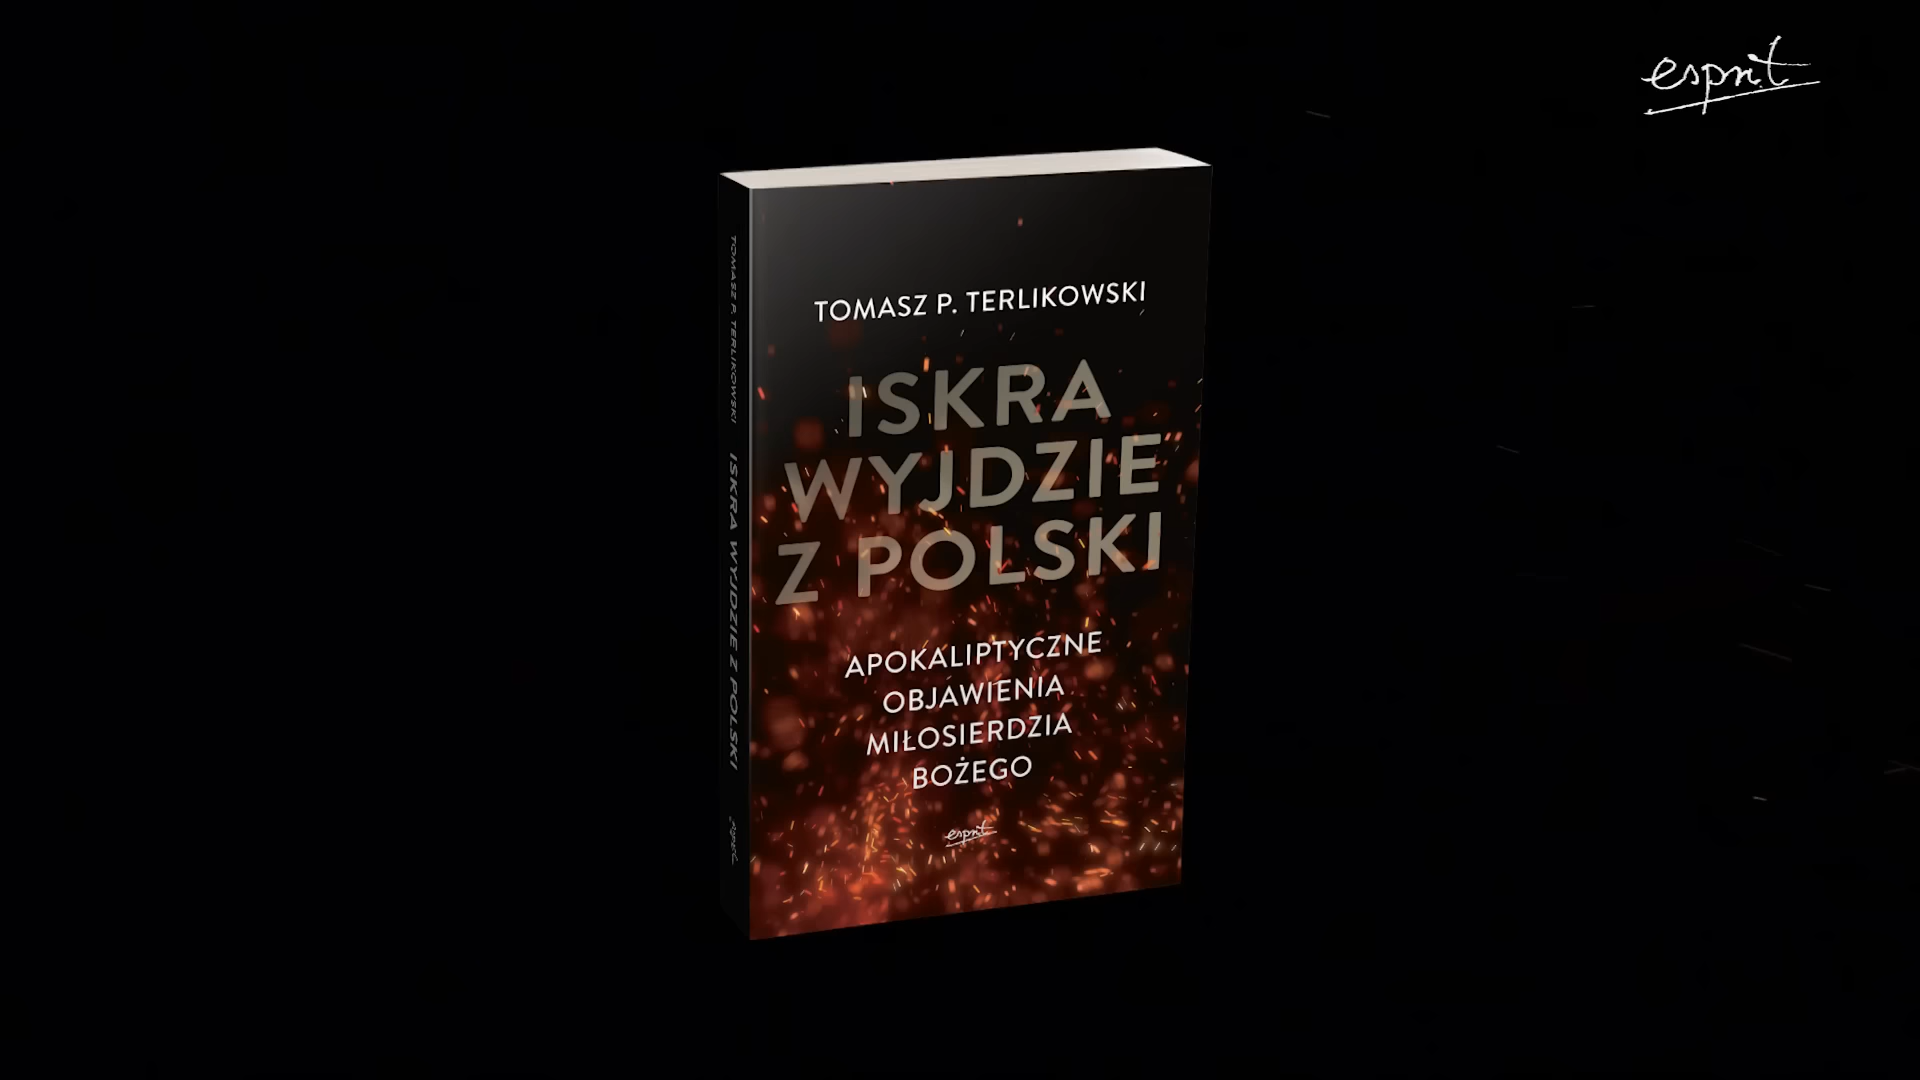 esprit
TOMASZ P. TERLIKOWSKI
ISKRA
WYJDZIE
Z POLSKI
APOKALIPTYCZNE
OBJAWIENIA
MIŁOSIERDZIA
BOŻEGO
esprit
TOMASZ P. TERLIKOWSKI ISKRA WYJDZIE Z POLSKI esprit